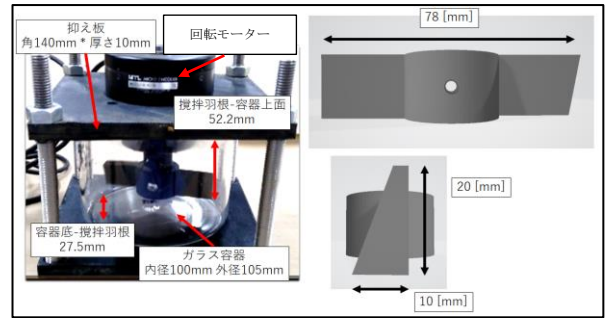 抑え板
角140mm * 厚さ10mm
回転モーター
撹拌羽根-容器上面
52.2mm
容器底-撹拌羽根
27.5mm
ガラス容器
内径100mm 外径105mm
78 [mm]
20 [mm]
10 [mm]